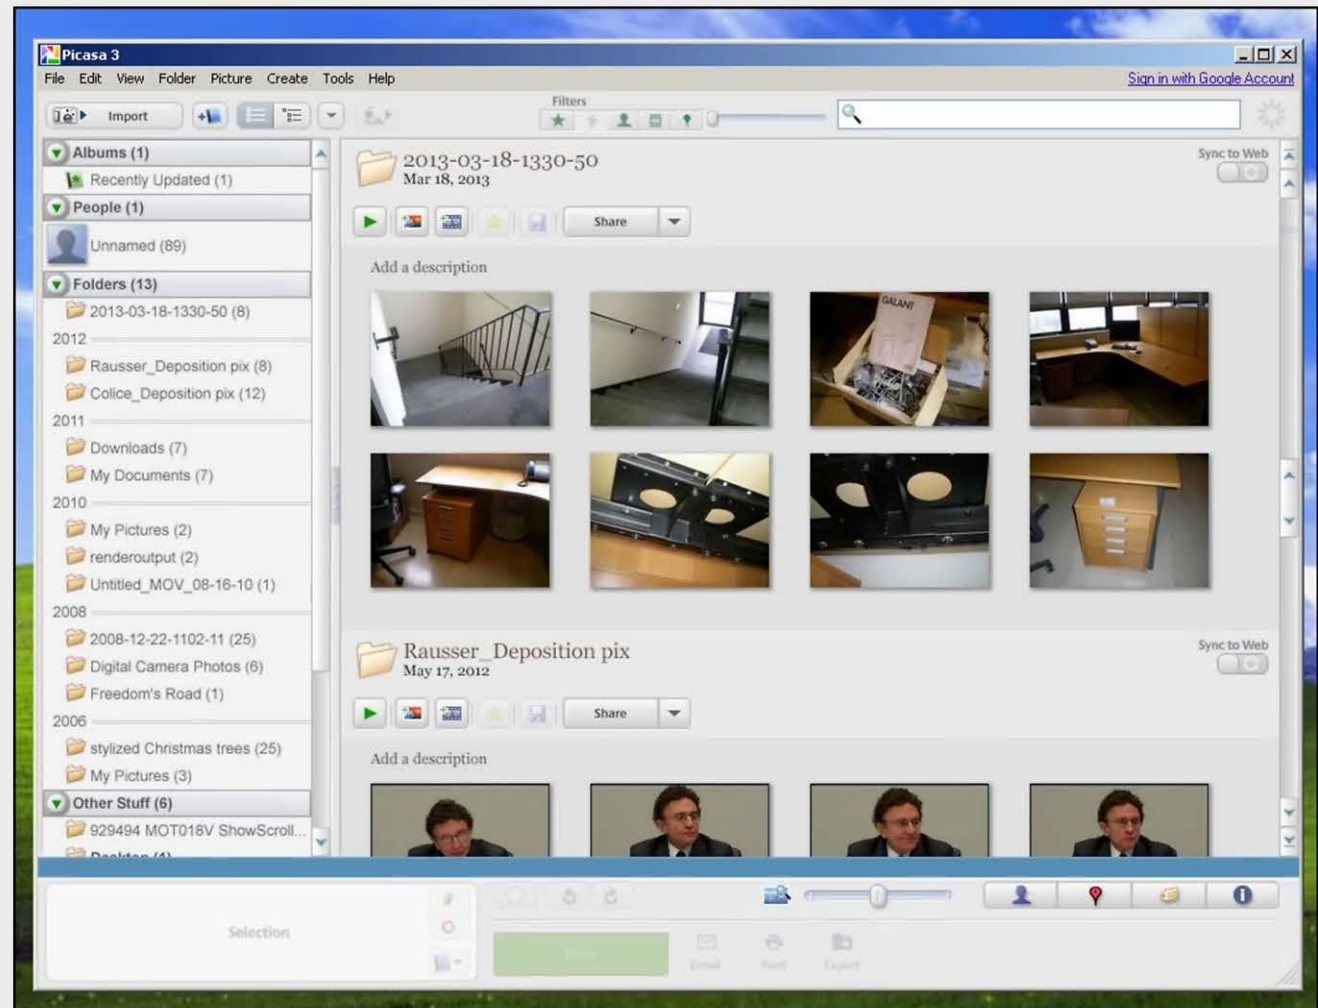 Picasa 3
File Edit View Folder Picture Create Tools Help
Sign in with Google Account
Import
Filters
Albums (1)
Recently Updated (1)
People (1)
Unnamed (89)
Folders (13)
2013-03-18-1330-50 (8)
2012
Rausser_Deposition pix (8)
Colice_Deposition pix (12)
2011
Downloads (7)
My Documents (7)
2010
My Pictures (2)
renderoutput (2)
Untitled_MOV_08-16-10 (1)
2008
2008-12-22-1102-11 (25)
Digital Camera Photos (6)
Freedom's Road (1)
2006
stylized Christmas trees (25)
My Pictures (3)
Other Stuff (6)
929494 MOT018V ShowScroll...
Desktop (1)
2013-03-18-1330-50
Mar 18, 2013
Sync to Web
Share
Add a description
GALANT
Rausser_Deposition pix
May 17, 2012
Sync to Web
Share
Add a description
Selection
Email Print Export